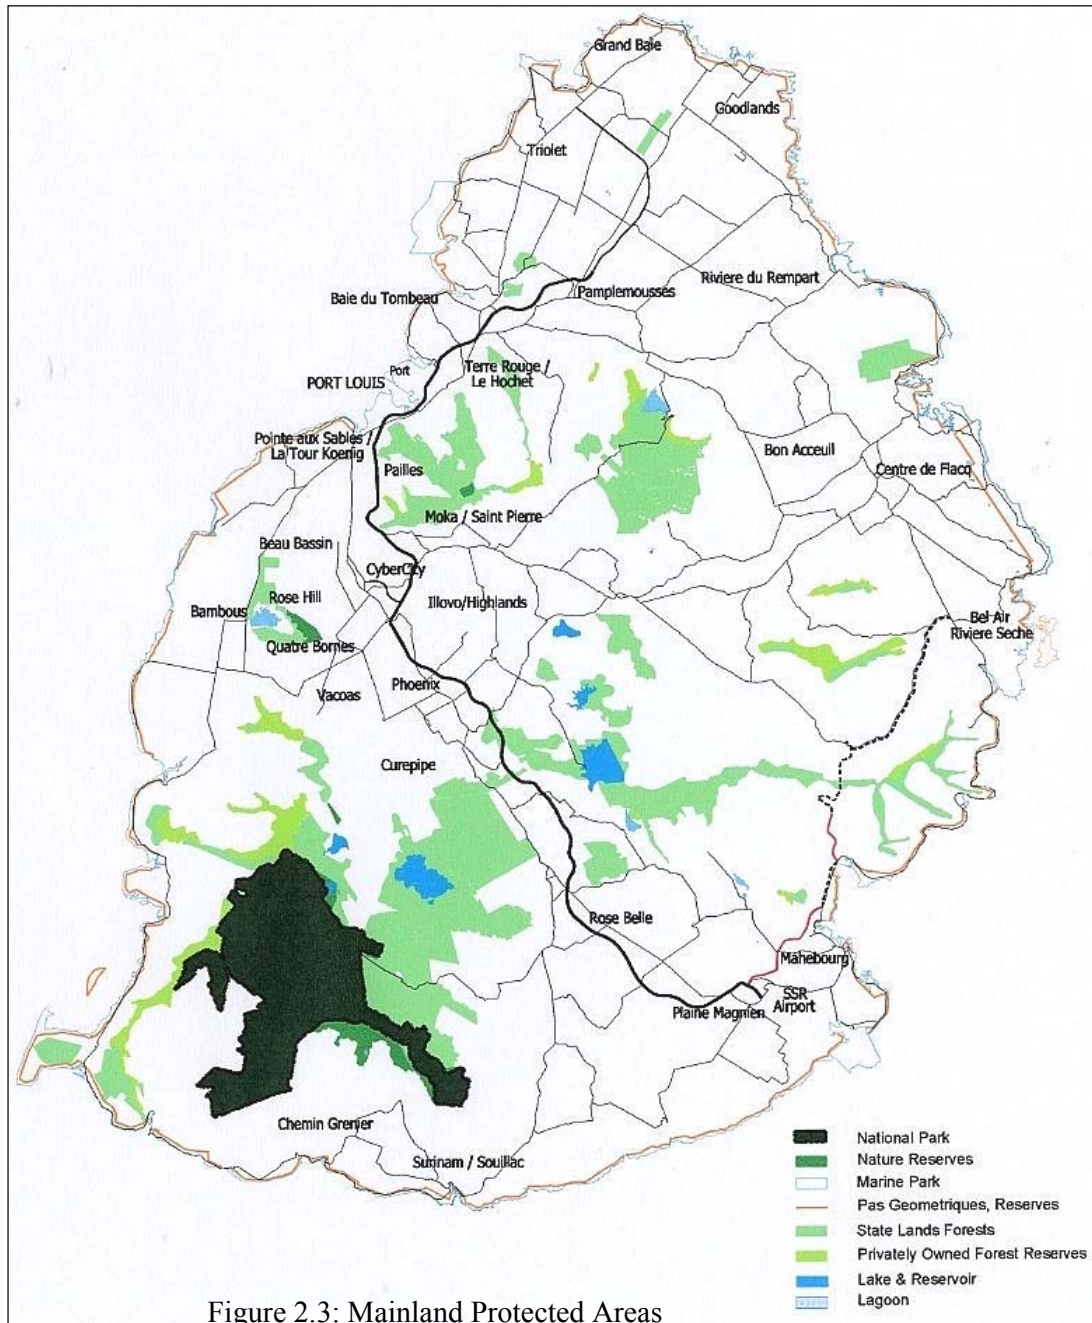 Grand Baie
Goodlands
Triolet
Riviere du Rempart
Pamplemousses
Baie du Tombeau
Port
PORT LOUIS
Terre Rouge /
Le Hochet
Pointe aux Sables /
La Tour Koenig
Pailles
Bon Acceuil
Centre de Flacq
Moka / Saint Pierre
Beau Bassin
CyberCity
Rose Hill
Illovo/Highlands
Bambous
Bel Air
Riviere Seche
Quatre Bornes
Phoenix
Vacoas
Curepipe
Rose Belle
Mahebourg
SSR
Airport
Plaine Magnien
Chemin Grenier
Surinam / Souillac
National Park
Nature Reserves
Marine Park
Pas Geometriques, Reserves
State Lands Forests
Privately Owned Forest Reserves
Lake & Reservoir
Lagoon
Figure 2.3: Mainland Protected Areas